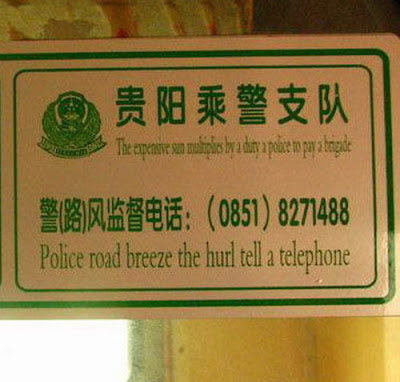 贵阳乘警支队
The expensive sun multiplies by a duty a police to pay a brigade
警(路)风监督电话：(0851) 8271488
Police road breeze the hurl tell a telephone